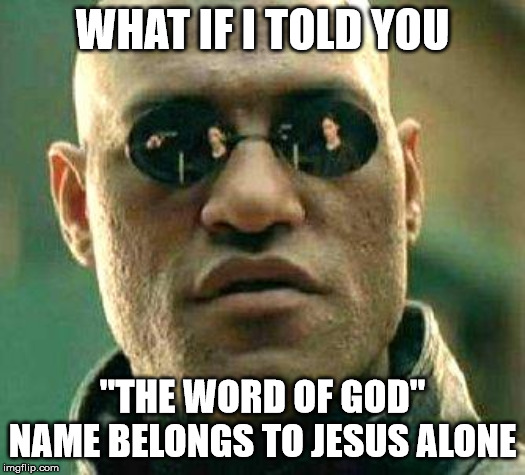 WHAT IF I TOLD YOU
"THE WORD OF GOD"
NAME BELONGS TO JESUS ALONE
imgflip.com